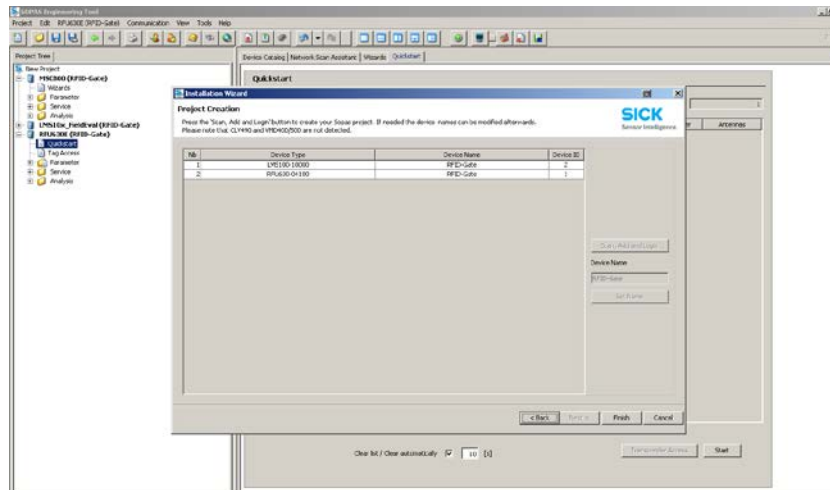 SOPAS Engineering Tool
Project Edit RFU630E (RFID-Gate) Communication View Tools Help
Project Tree
Device Catalog Network Scan Assistant Wizards Quickstart
New Project
MSC800 (RFID-Gate)
Wizards
Parameter
Service
Analysis
LMS10x_FieldEval (RFID-Gate)
RFU630E (RFID-Gate)
Quickstart
Tag Access
Parameter
Service
Analysis
Quickstart
Antennas
Installation Wizard
Project Creation
Press the 'Scan, Add and Login' button to create your Sopas project. If needed the device names can be modified afterwards.
Please note that CLV490 and VMD400/500 are not detected.
SICK
Sensor Intelligence.
Nb Device Type Device Name Device ID
1 LMS100-10000 RFID-Gate 2
2 RFU630-04100 RFID-Gate 1
Scan, Add and Login
Device Name
RFID-Gate
Set Name
< Back Next > Finish Cancel
Clear list / Clear automatically 10 [s]
Transponder Access Start